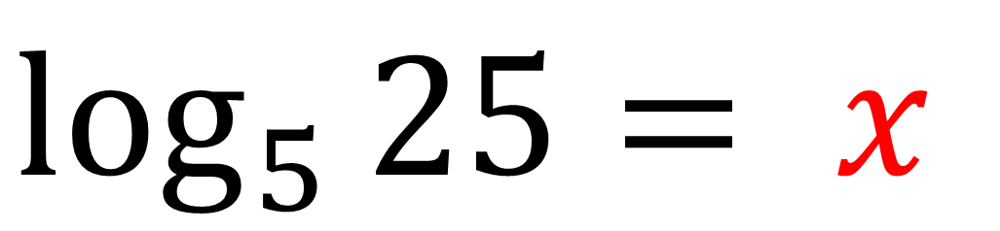 log₅ 25 = x